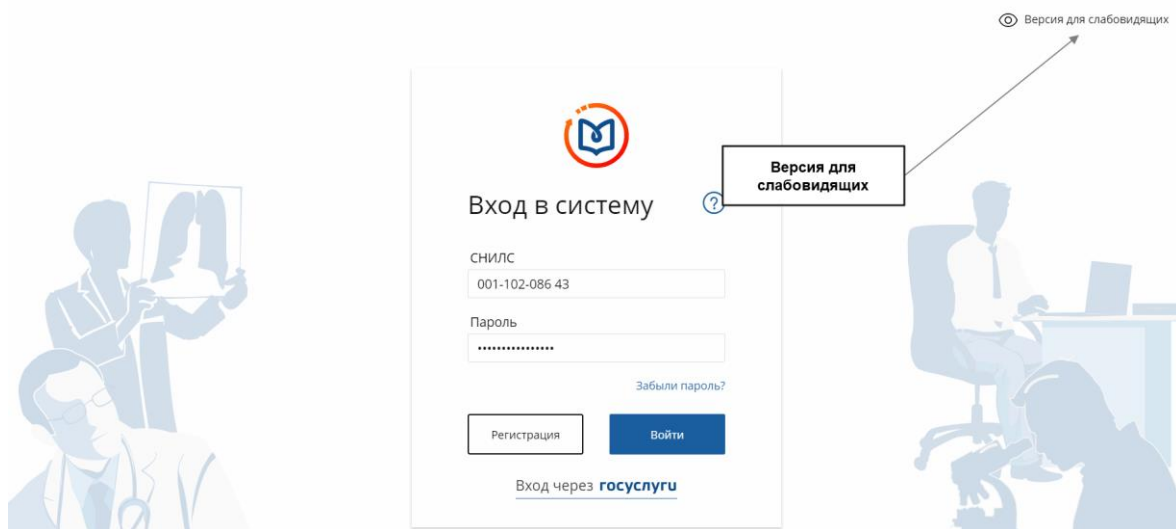 Версия для слабовидящих
Версия для
слабовидящих
Вход в систему
?
СНИЛС
001-102-086 43
Пароль
••••••••••••••••
Забыли пароль?
Регистрация
Войти
Вход через госуслуги